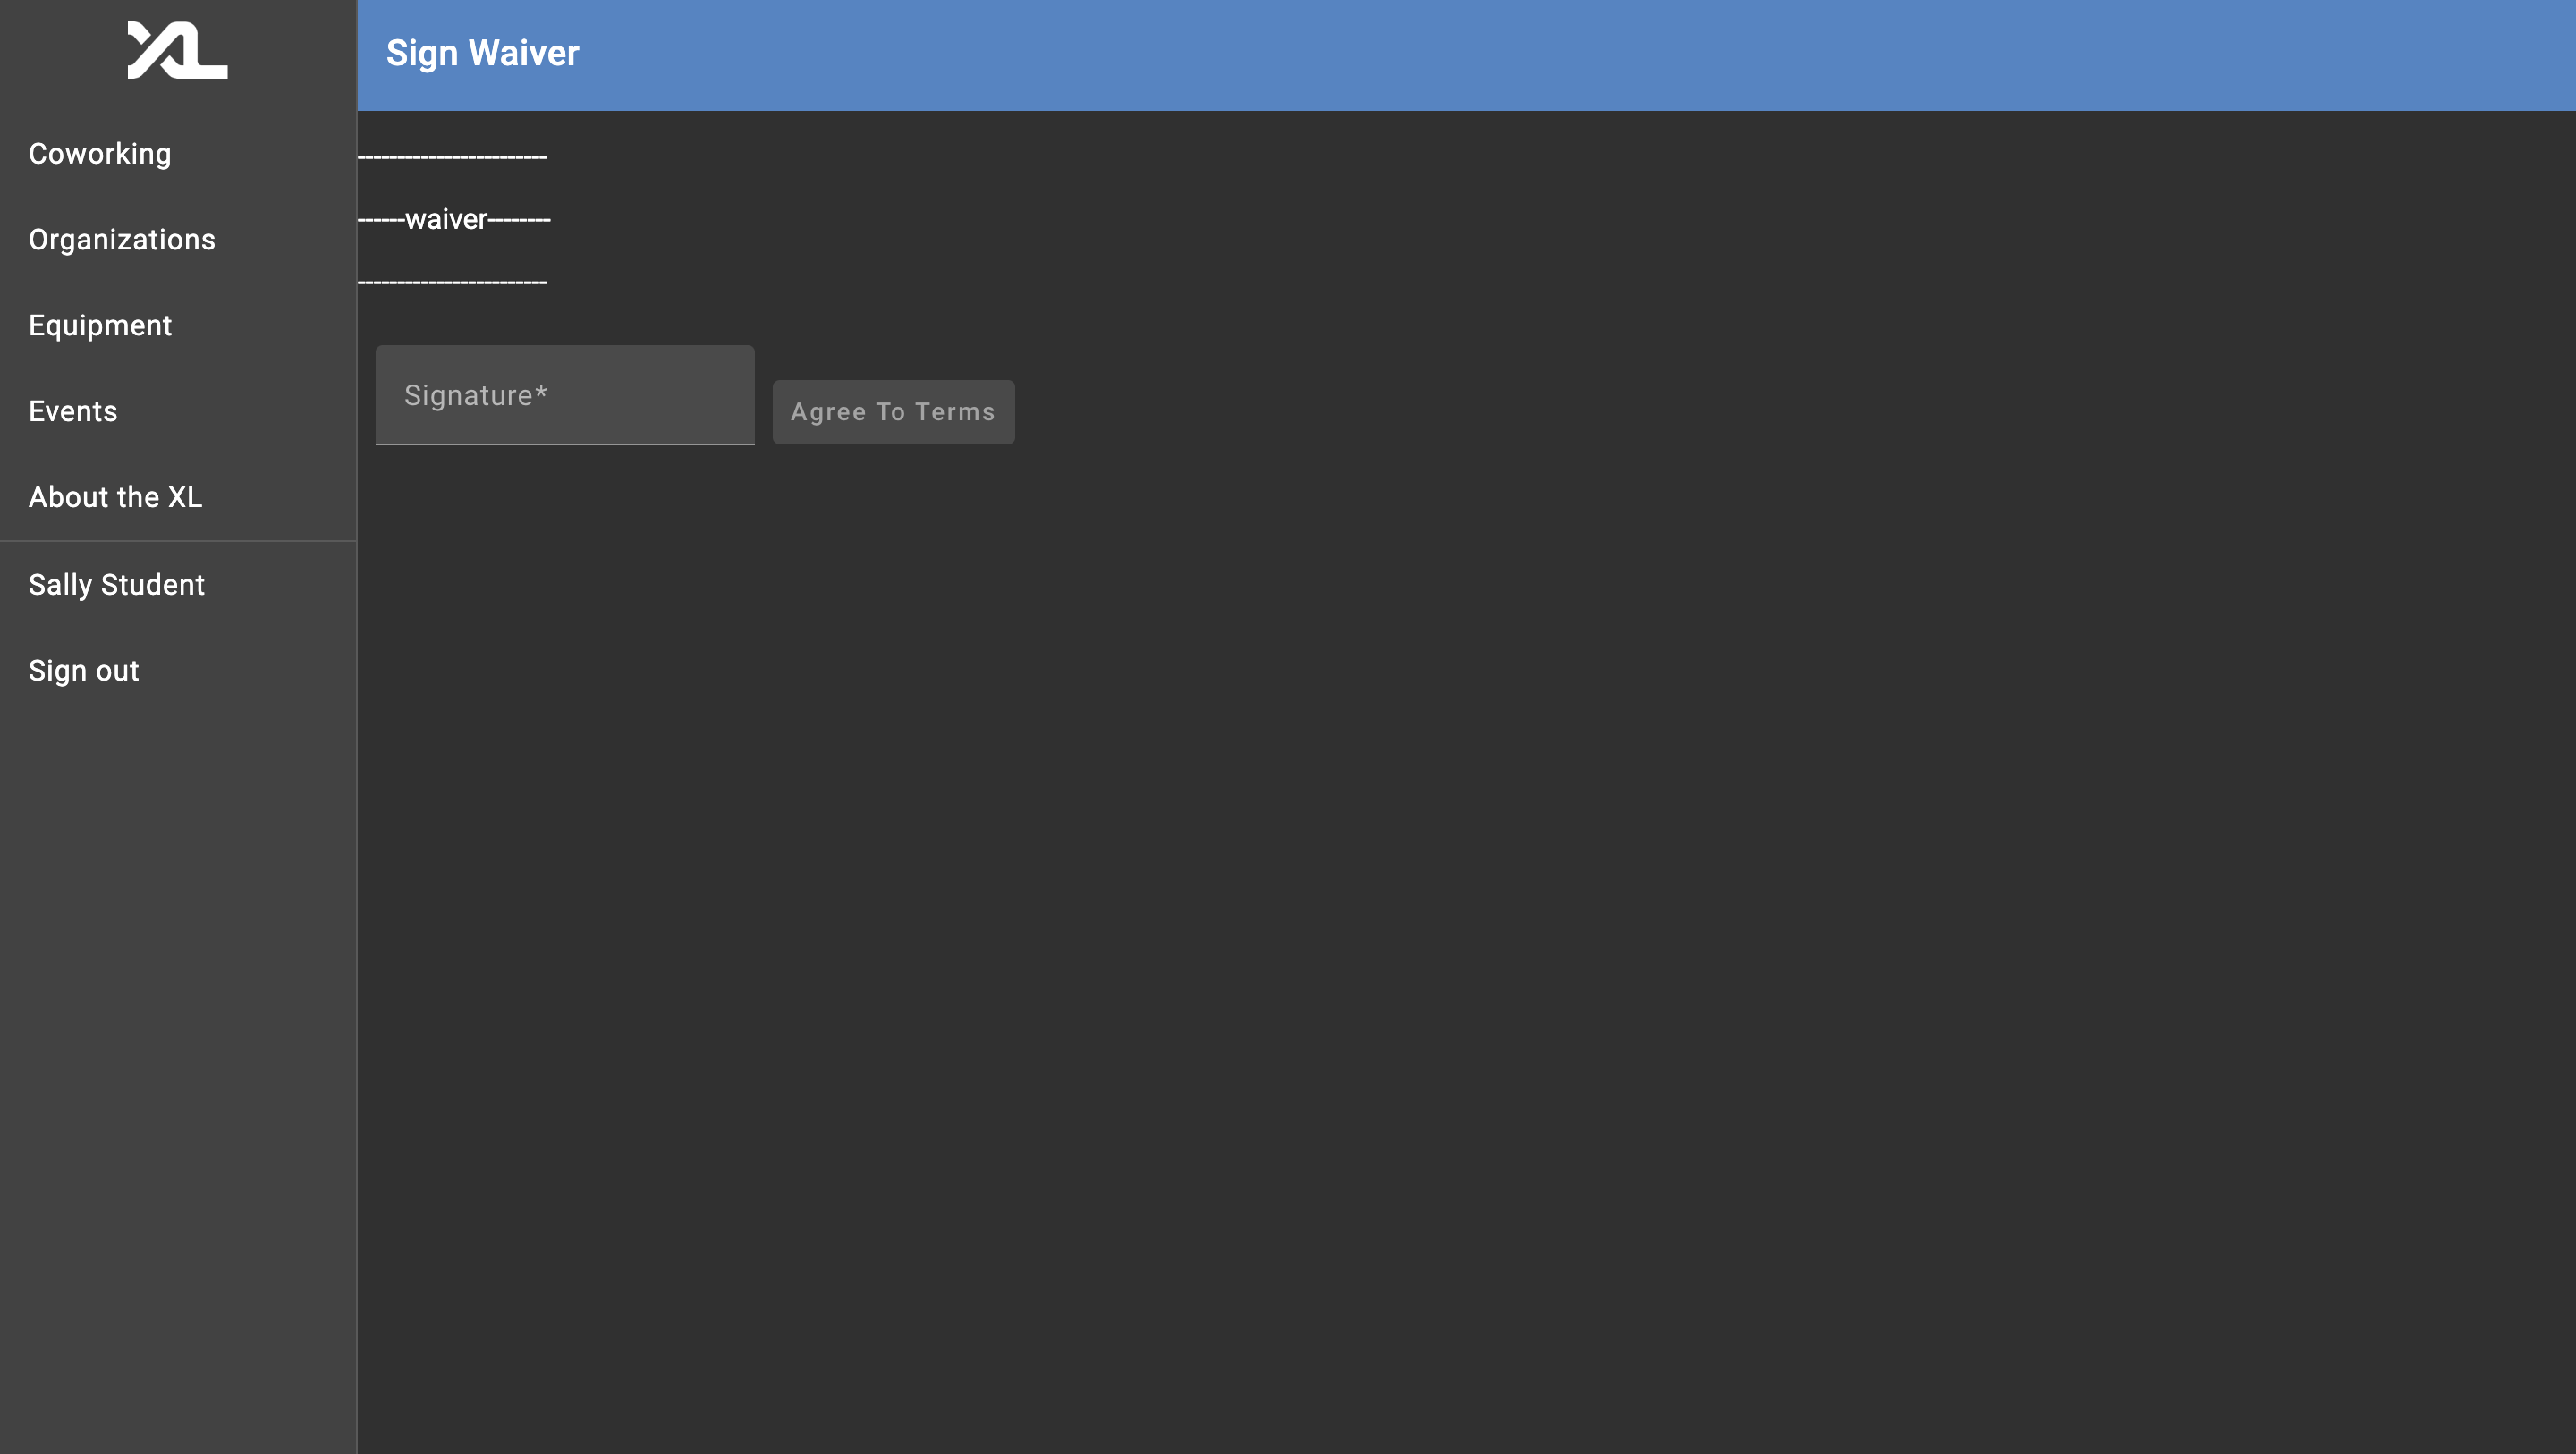 XL
Coworking
Organizations
Equipment
Events
About the XL
Sally Student
Sign out
Sign Waiver
------------------------
------waiver--------
------------------------
Signature*
Agree To Terms